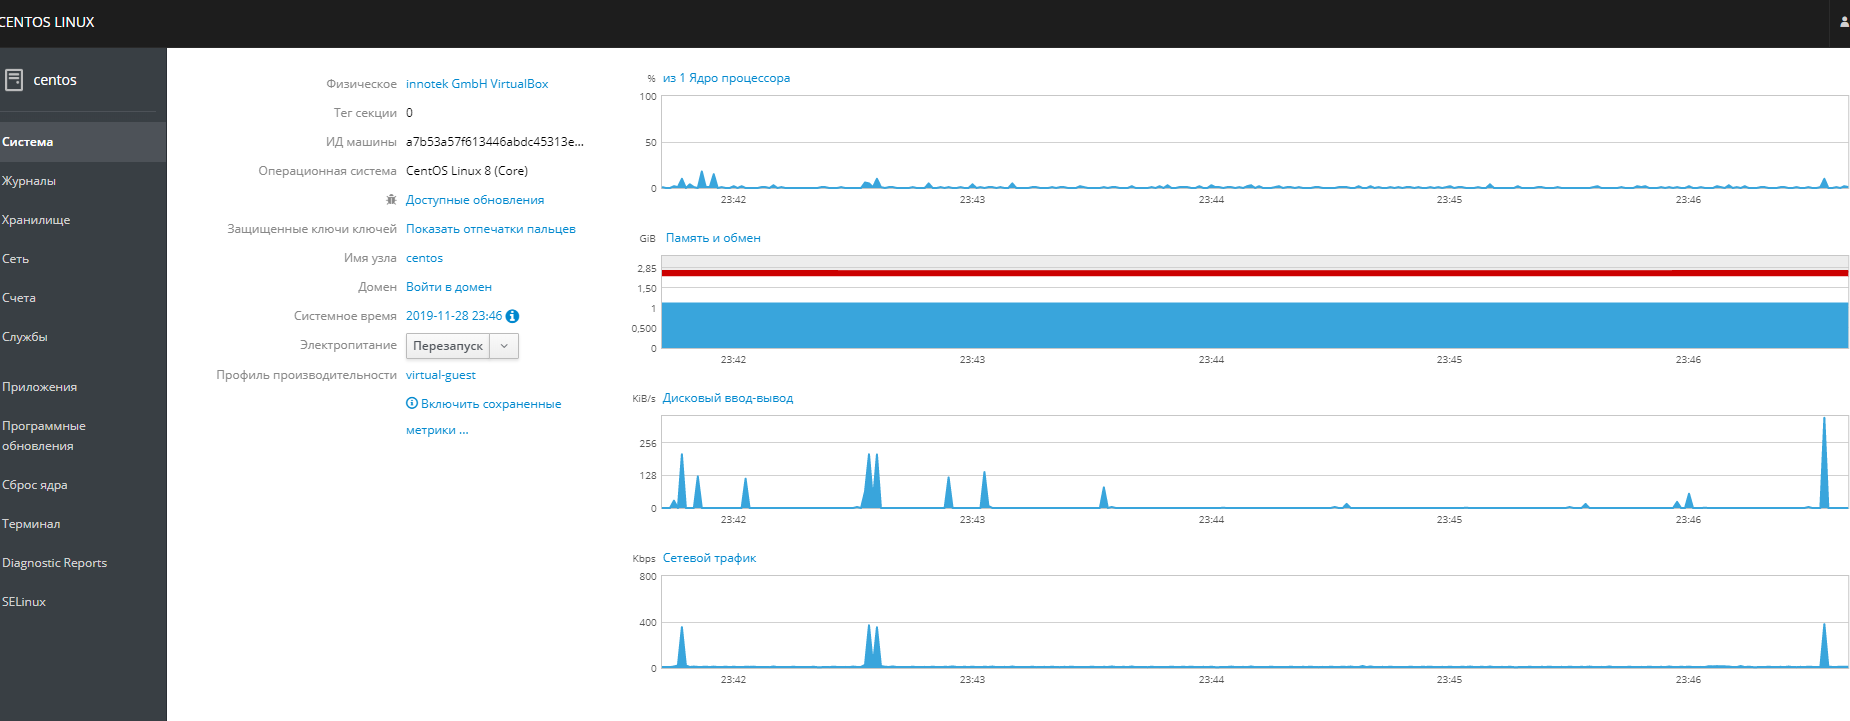 CENTOS LINUX
centos
Система
Журналы
Хранилище
Сеть
Счета
Службы
Приложения
Программные
обновления
Сброс ядра
Терминал
Diagnostic Reports
SELinux
Физическое innotek GmbH VirtualBox
Тег секции 0
ИД машины a7b53a57f613446abdc45313e...
Операционная система CentOS Linux 8 (Core)
Доступные обновления
Защищенные ключи ключей Показать отпечатки пальцев
Имя узла centos
Домен Войти в домен
Системное время 2019-11-28 23:46
Электропитание Перезапуск
Профиль производительности virtual-guest
Включить сохраненные
метрики ...
% из 1 Ядро процессора
100
50
0
23:42 23:43 23:44 23:45 23:46
GiB Память и обмен
2,85
1,50
1
0,500
0
23:42 23:43 23:44 23:45 23:46
KiB/s Дисковый ввод-вывод
256
128
0
23:42 23:43 23:44 23:45 23:46
Kbps Сетевой трафик
800
400
0
23:42 23:43 23:44 23:45 23:46